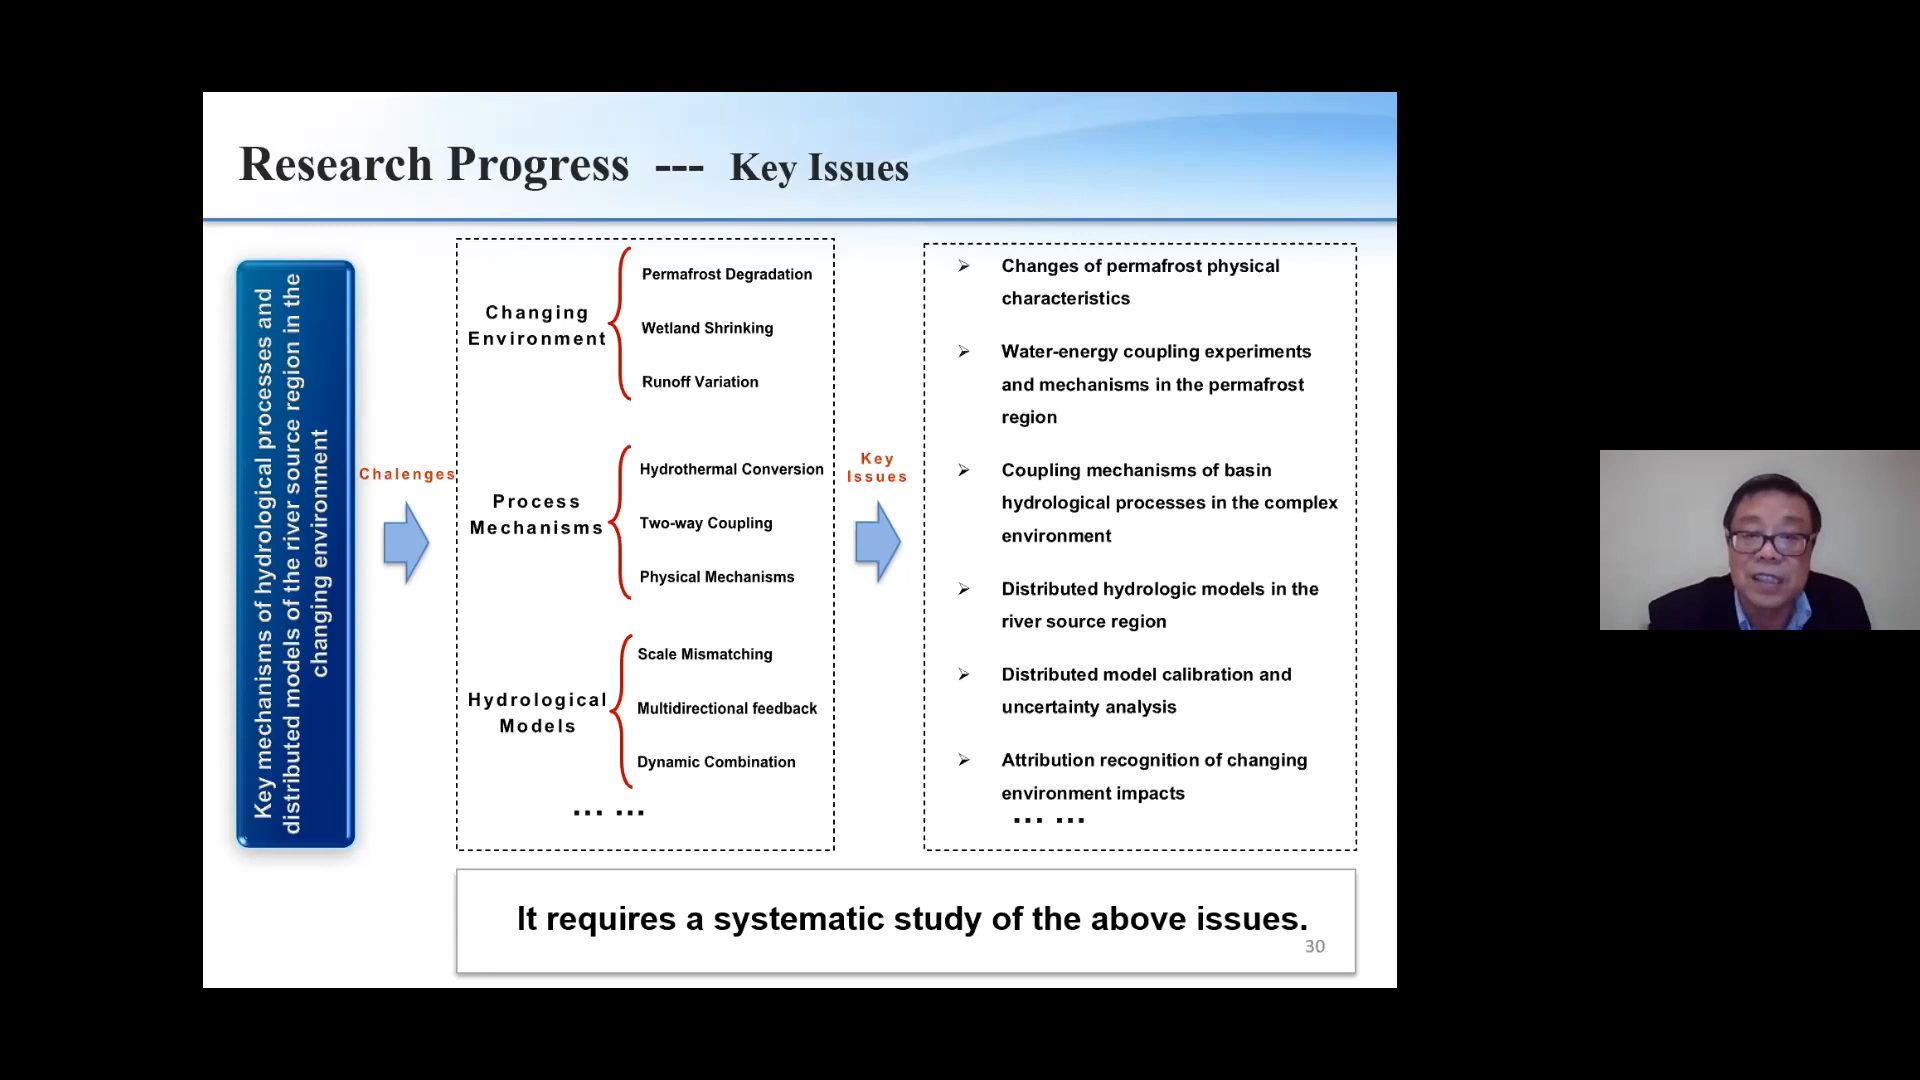 Research Progress --- Key Issues
Key mechanisms of hydrological processes and
distributed models of the river source region in the
changing environment
Chalenges
Changing
Environment
Permafrost Degradation
Wetland Shrinking
Runoff Variation
Process
Mechanisms
Hydrothermal Conversion
Two-way Coupling
Physical Mechanisms
Hydrological
Models
Scale Mismatching
Multidirectional feedback
Dynamic Combination
... ...
Key
Issues
Changes of permafrost physical
characteristics
Water-energy coupling experiments
and mechanisms in the permafrost
region
Coupling mechanisms of basin
hydrological processes in the complex
environment
Distributed hydrologic models in the
river source region
Distributed model calibration and
uncertainty analysis
Attribution recognition of changing
environment impacts
... ...
It requires a systematic study of the above issues.
30